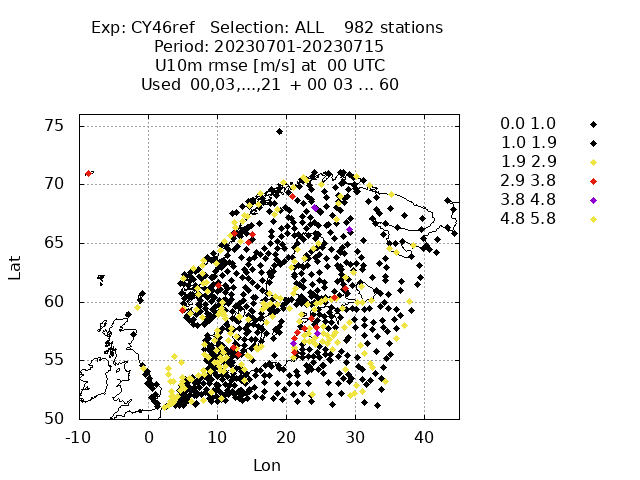 Exp: CY46ref   Selection: ALL    982 stations
Period: 20230701-20230715
U10m rmse [m/s] at  00 UTC
Used  00,03,...,21  + 00 03 ... 60
75
70
65
60
55
50
-10 0 10 20 30 40
Lat
Lon
0.0 1.0
1.0 1.9
1.9 2.9
2.9 3.8
3.8 4.8
4.8 5.8